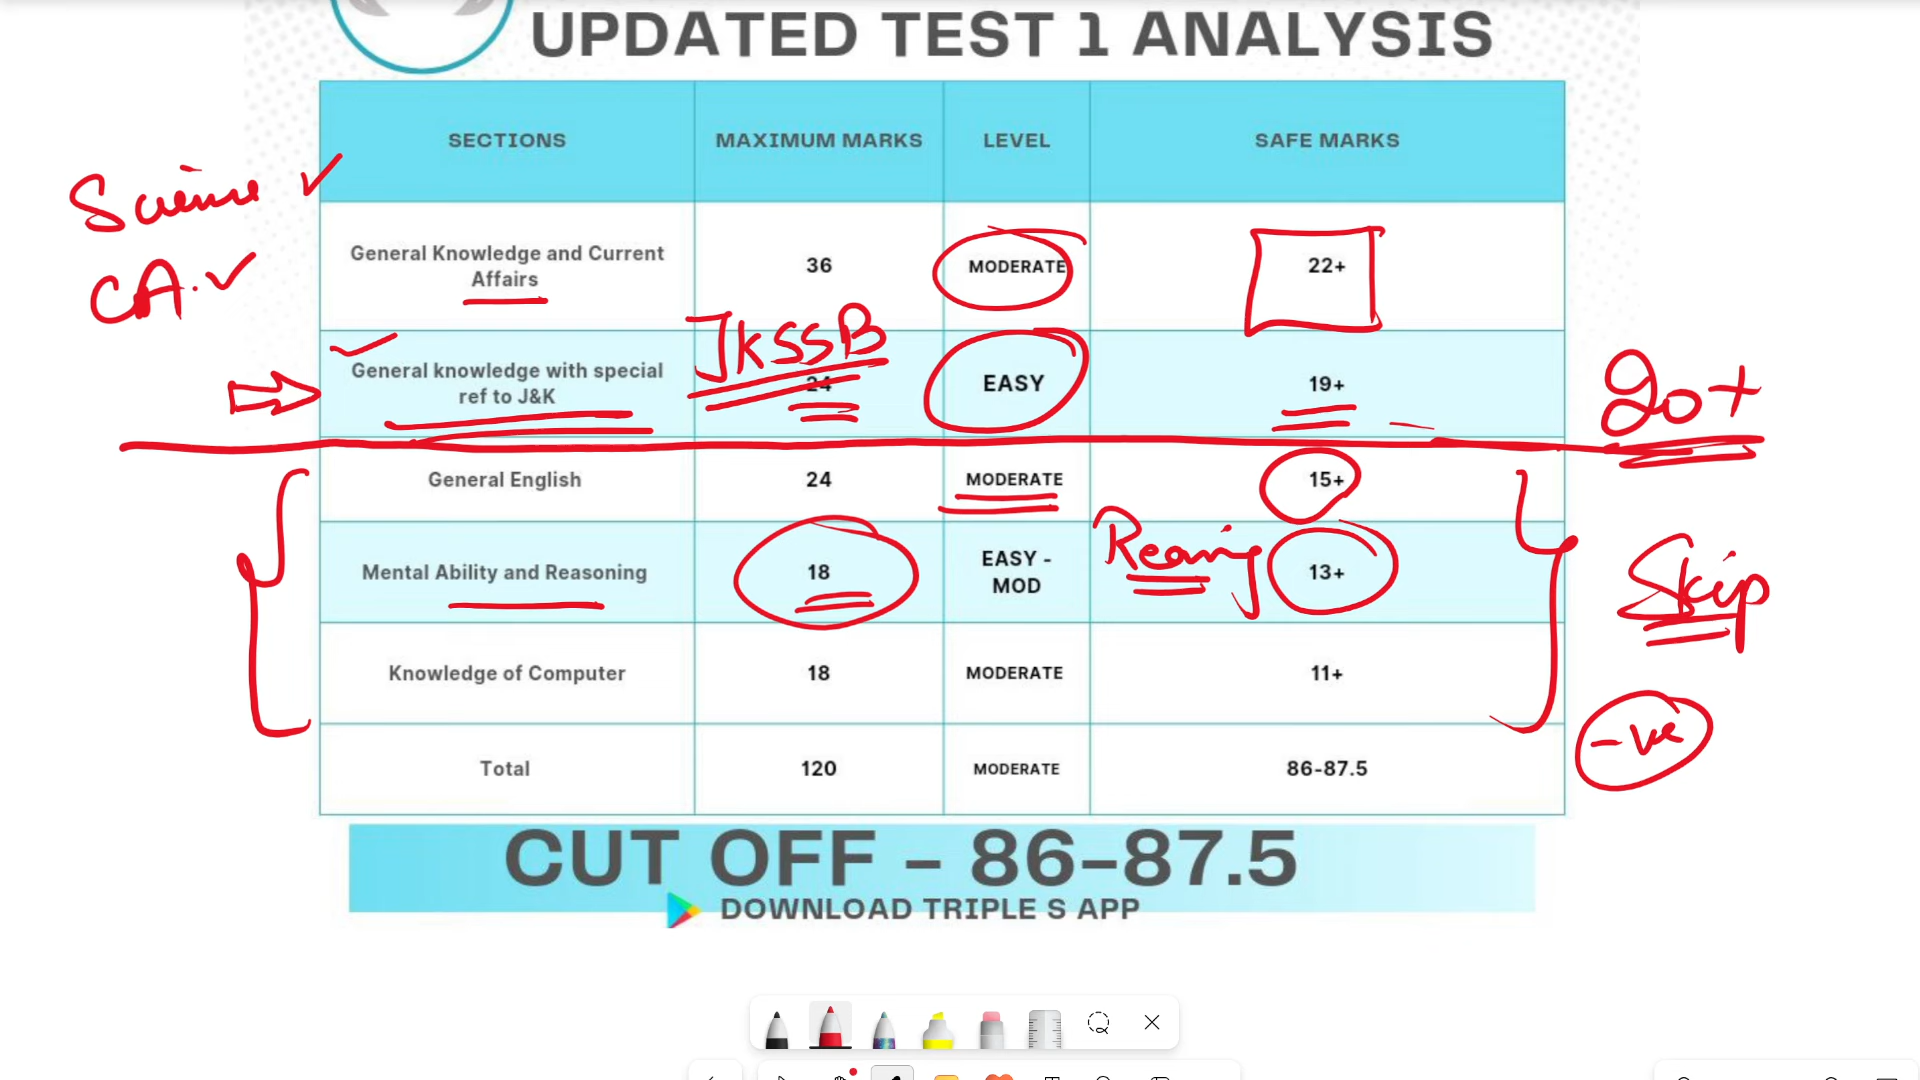 UPDATED TEST 1 ANALYSIS
SECTIONS MAXIMUM MARKS LEVEL SAFE MARKS
Science
General Knowledge and Current
Affairs
36 MODERATE 22+
CA.
JKSSB
General knowledge with special
ref to J&K
24 EASY 19+
20+
General English 24 MODERATE 15+
Mental Ability and Reasoning 18 EASY -
MOD
13+
Skip
Knowledge of Computer 18 MODERATE 11+
-ve
Total 120 MODERATE 86-87.5
CUT OFF - 86-87.5
DOWNLOAD TRIPLE S APP